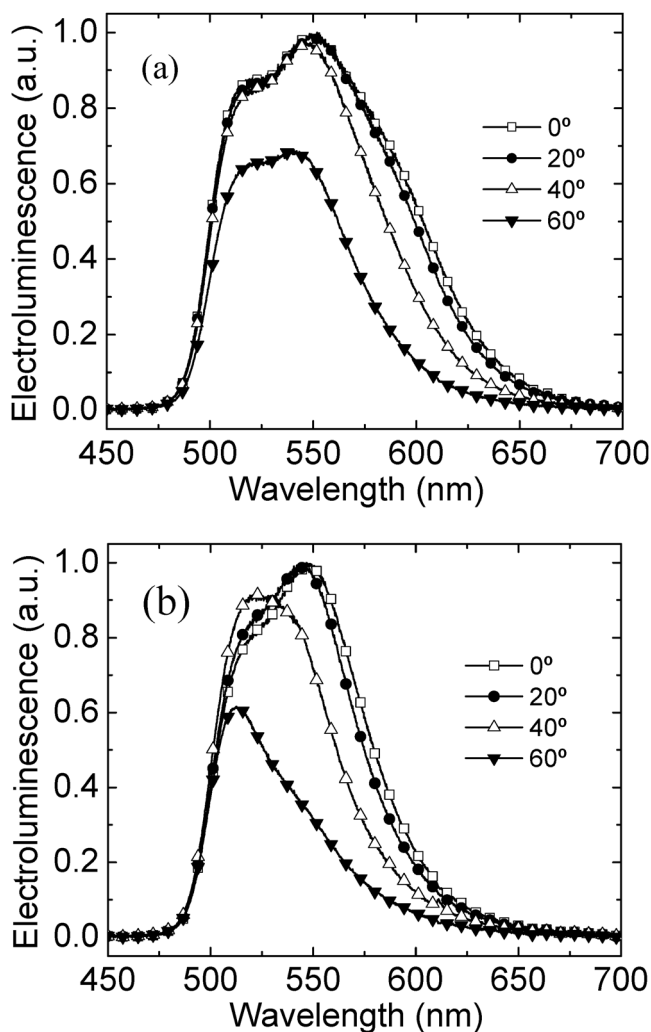 Electroluminescence (a.u.)
1.0
0.8
0.6
0.4
0.2
0.0
(a)
0º
20º
40º
60º
450 500 550 600 650 700
Wavelength (nm)
Electroluminescence (a.u.)
1.0
0.8
0.6
0.4
0.2
0.0
(b)
0º
20º
40º
60º
450 500 550 600 650 700
Wavelength (nm)